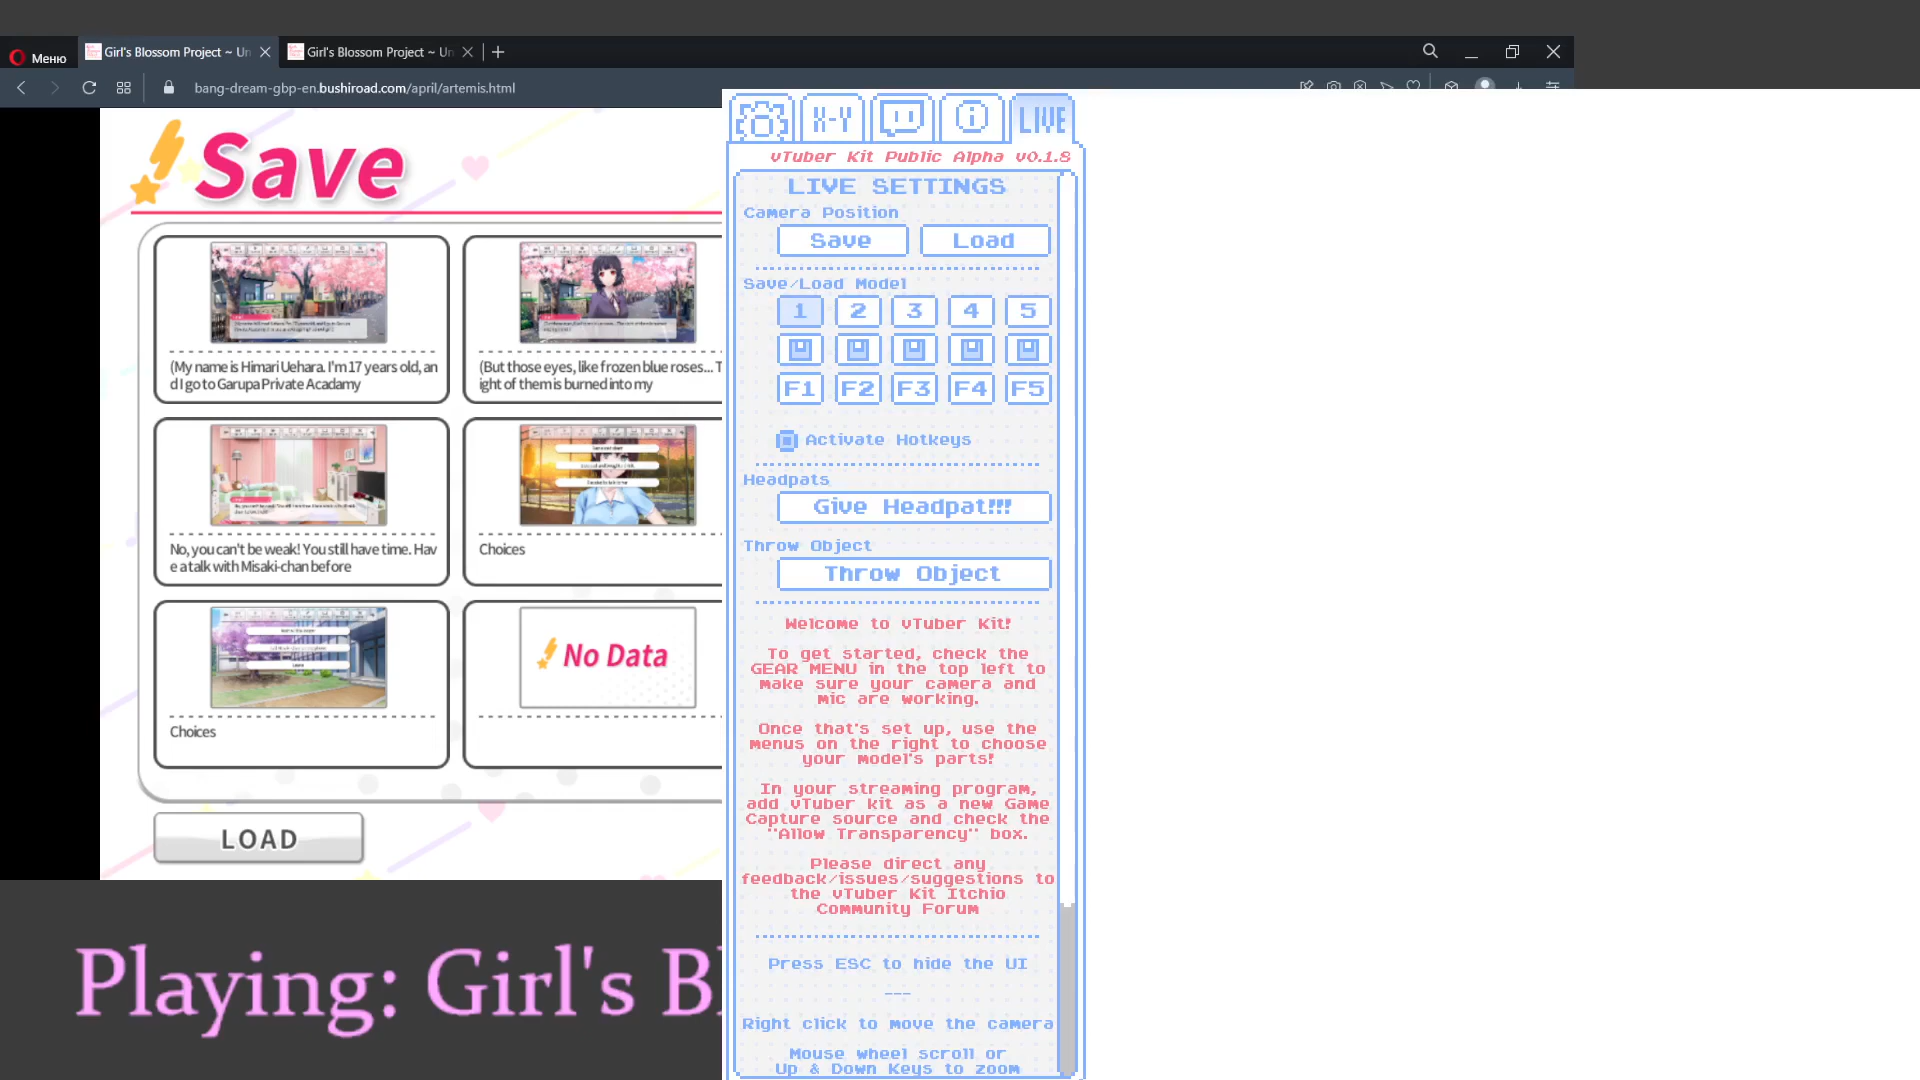 Меню
Girl's Blossom Project ~ Un
Girl's Blossom Project ~ Un
bang-dream-gbp-en.bushiroad.com/april/artemis.html
Save
(My name is Himari Uehara. I'm 17 years old, an
d I go to Garupa Private Acadamy
(But those eyes, like frozen blue roses... T
ight of them is burned into my
No, you can't be weak! You still have time. Hav
e a talk with Misaki-chan before
Choices
Choices
No Data
LOAD
Playing: Girl's Bl
X-Y
LIVE
vTuber Kit Public Alpha v0.1.8
LIVE SETTINGS
Camera Position
Save Load
Save/Load Model
1 2 3 4 5
F1 F2 F3 F4 F5
Activate Hotkeys
Headpats
Give Headpat!!!
Throw Object
Throw Object
Welcome to vTuber Kit!
To get started, check the
GEAR MENU in the top left to
make sure your camera and
mic are working.
Once that's set up, use the
menus on the right to choose
your model's parts!
In your streaming program,
add vTuber kit as a new Game
Capture source and check the
"Allow Transparency" box.
Please direct any
feedback/issues/suggestions to
the vTuber Kit Itchio
Community Forum
Press ESC to hide the UI
---
Right click to move the camera
Mouse wheel scroll or
Up & Down Keys to zoom